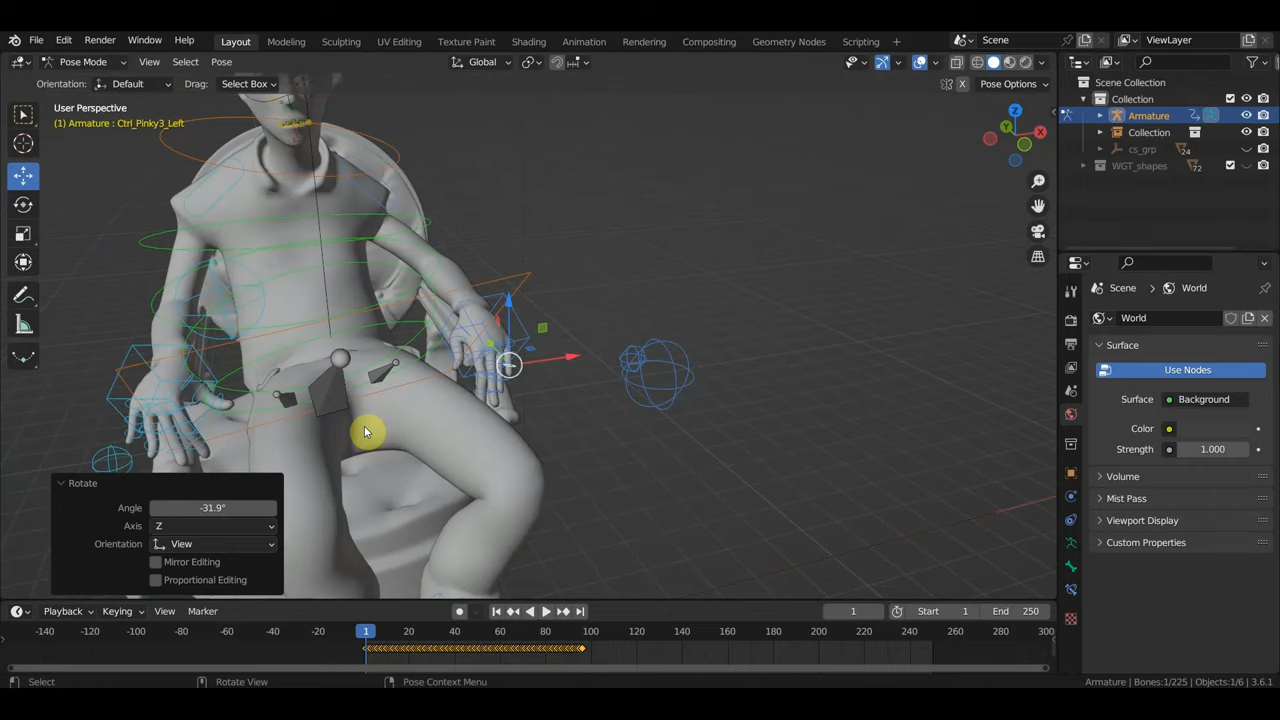 File Edit Render Window Help Layout Modeling Sculpting UV Editing Texture Paint Shading Animation Rendering Compositing Geometry Nodes Scripting + Scene ViewLayer
Pose Mode View Select Pose Global
Orientation: Default Drag: Select Box X Pose Options
User Perspective
(1) Armature : Ctrl_Pinky3_Left
Z
X
Y
Scene Collection
Collection
Armature
Collection
cs_grp 24
WGT_shapes 72
Scene World
World
Surface
Use Nodes
Surface Background
Color
Strength 1.000
Volume
Mist Pass
Viewport Display
Custom Properties
Rotate
Angle -31.9°
Axis Z
Orientation View
Mirror Editing
Proportional Editing
Playback Keying View Marker 1 Start 1 End 250
-140 -120 -100 -80 -60 -40 -20 1 20 40 60 80 100 120 140 160 180 200 220 240 260 280 300
Select Rotate View Pose Context Menu Armature | Bones:1/225 | Objects:1/6 | 3.6.1